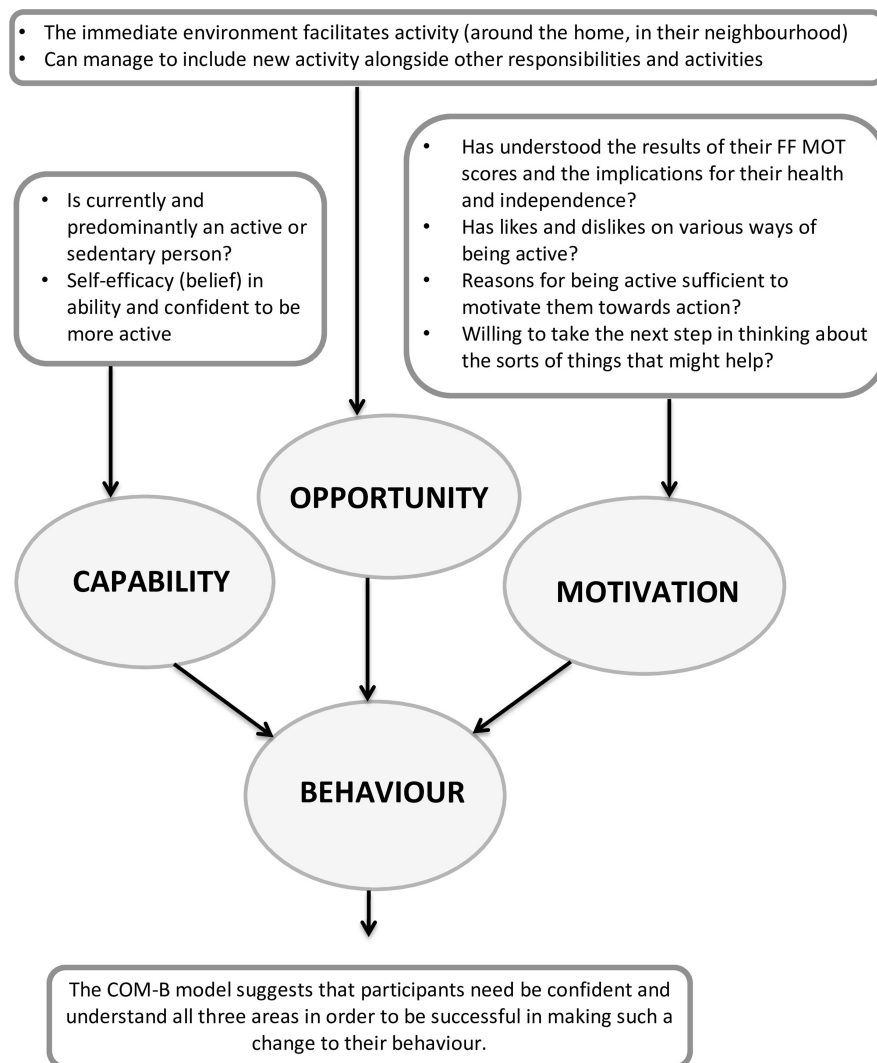 • The immediate environment facilitates activity (around the home, in their neighbourhood)
• Can manage to include new activity alongside other responsibilities and activities
• Is currently and
predominantly an active or
sedentary person?
• Self-efficacy (belief) in
ability and confident to be
more active
• Has understood the results of their FF MOT
scores and the implications for their health
and independence?
• Has likes and dislikes on various ways of
being active?
• Reasons for being active sufficient to
motivate them towards action?
• Willing to take the next step in thinking about
the sorts of things that might help?
OPPORTUNITY
CAPABILITY
MOTIVATION
BEHAVIOUR
The COM-B model suggests that participants need be confident and
understand all three areas in order to be successful in making such a
change to their behaviour.